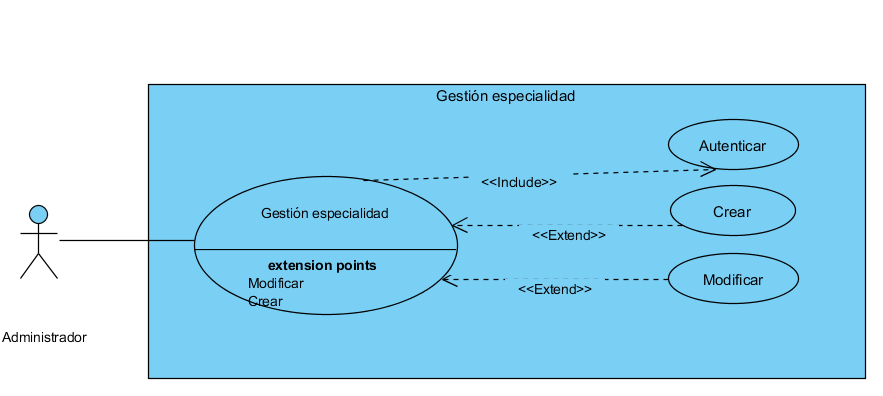 Gestión especialidad
Autenticar
<<Include>>
Gestión especialidad
Crear
<<Extend>>
extension points
Modificar
Crear
Modificar
<<Extend>>
Administrador